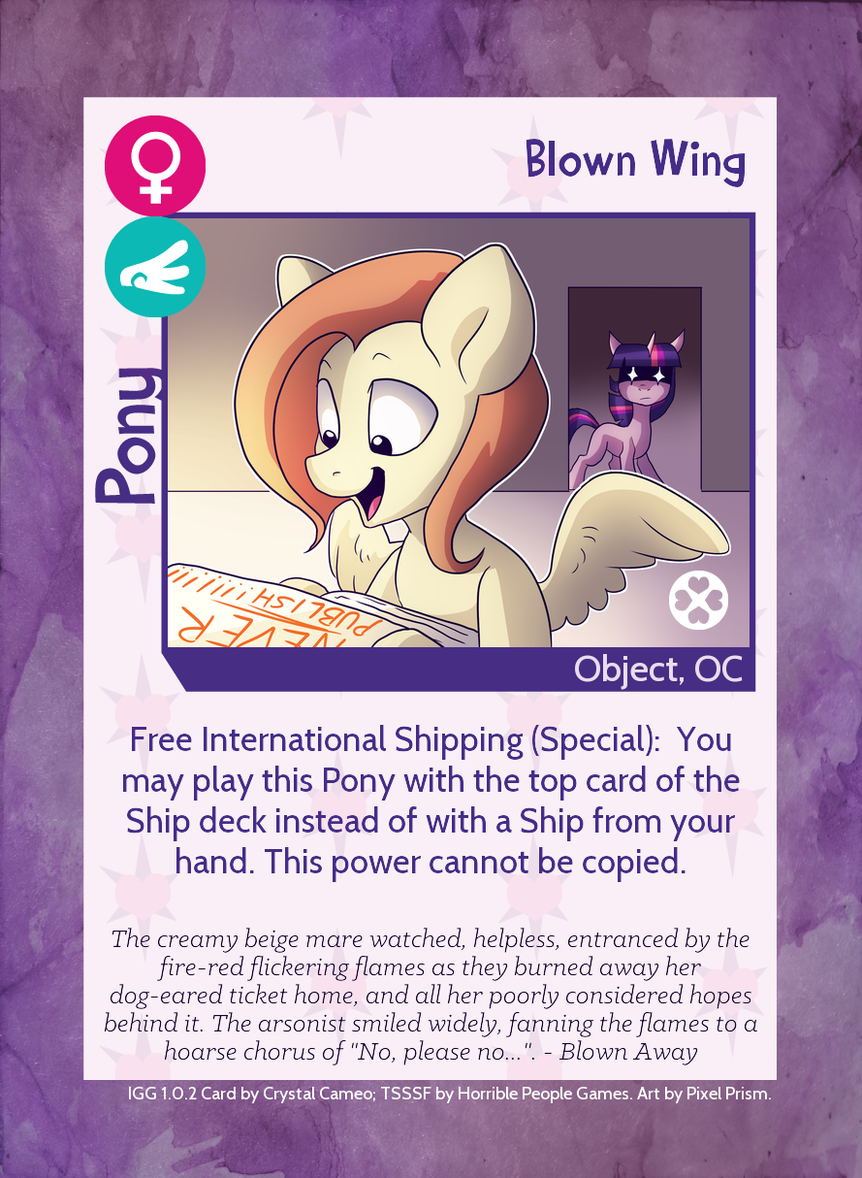 Blown Wing
Pony
NEVER
PUBLISH!!!!!!!
Object, OC
Free International Shipping (Special):  You
may play this Pony with the top card of the
Ship deck instead of with a Ship from your
hand. This power cannot be copied.
The creamy beige mare watched, helpless, entranced by the
fire-red flickering flames as they burned away her
dog-eared ticket home, and all her poorly considered hopes
behind it. The arsonist smiled widely, fanning the flames to a
hoarse chorus of "No, please no...". - Blown Away
IGG 1.0.2 Card by Crystal Cameo; TSSSF by Horrible People Games. Art by Pixel Prism.